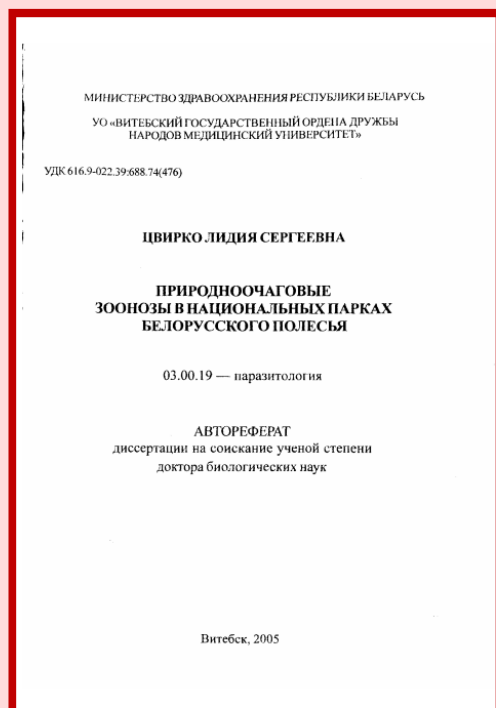 МИНИСТЕРСТВО ЗДРАВООХРАНЕНИЯ РЕСПУБЛИКИ БЕЛАРУСЬ
УО «ВИТЕБСКИЙ ГОСУДАРСТВЕННЫЙ ОРДЕНА ДРУЖБЫ
НАРОДОВ МЕДИЦИНСКИЙ УНИВЕРСИТЕТ»
УДК 616.9-022.39:688.74(476)
ЦВИРКО ЛИДИЯ СЕРГЕЕВНА
ПРИРОДНООЧАГОВЫЕ
ЗООНОЗЫ В НАЦИОНАЛЬНЫХ ПАРКАХ
БЕЛОРУССКОГО ПОЛЕСЬЯ
03.00.19 — паразитология
АВТОРЕФЕРАТ
диссертации на соискание ученой степени
доктора биологических наук
Витебск, 2005